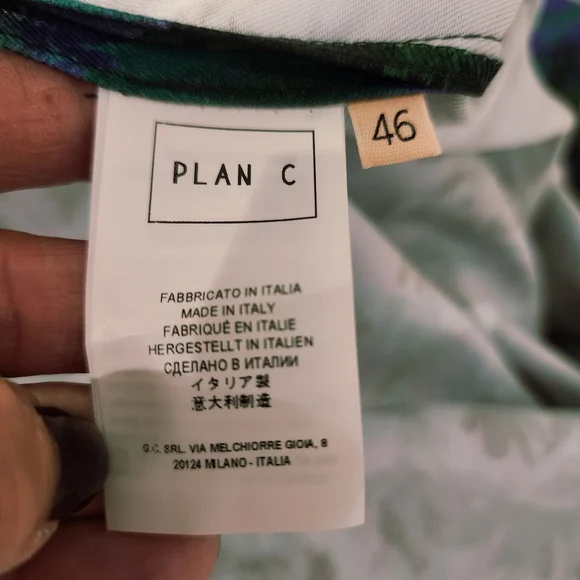 46
PLAN C
FABBRICATO IN ITALIA
MADE IN ITALY
FABRIQUÉ EN ITALIE
HERGESTELLT IN ITALIEN
СДЕЛАНО В ИТАЛИИ
イタリア製
意大利制造
G.C. SRL. VIA MELCHIORRE GIOIA, 8
20124 MILANO - ITALIA